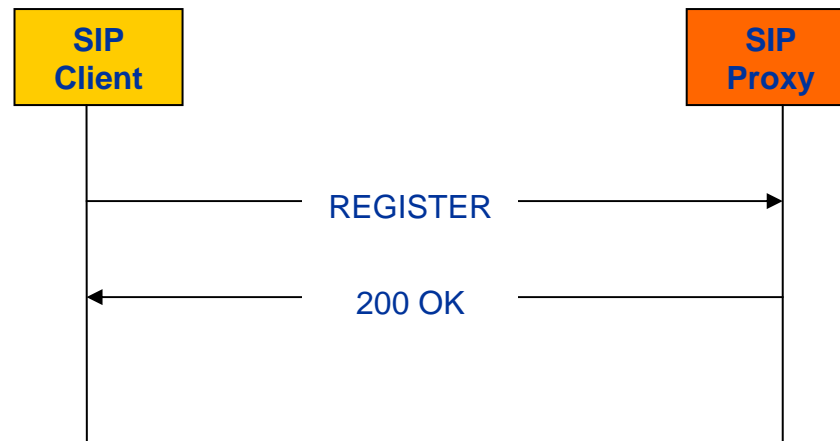 SIP
Client
SIP
Proxy
REGISTER
200 OK